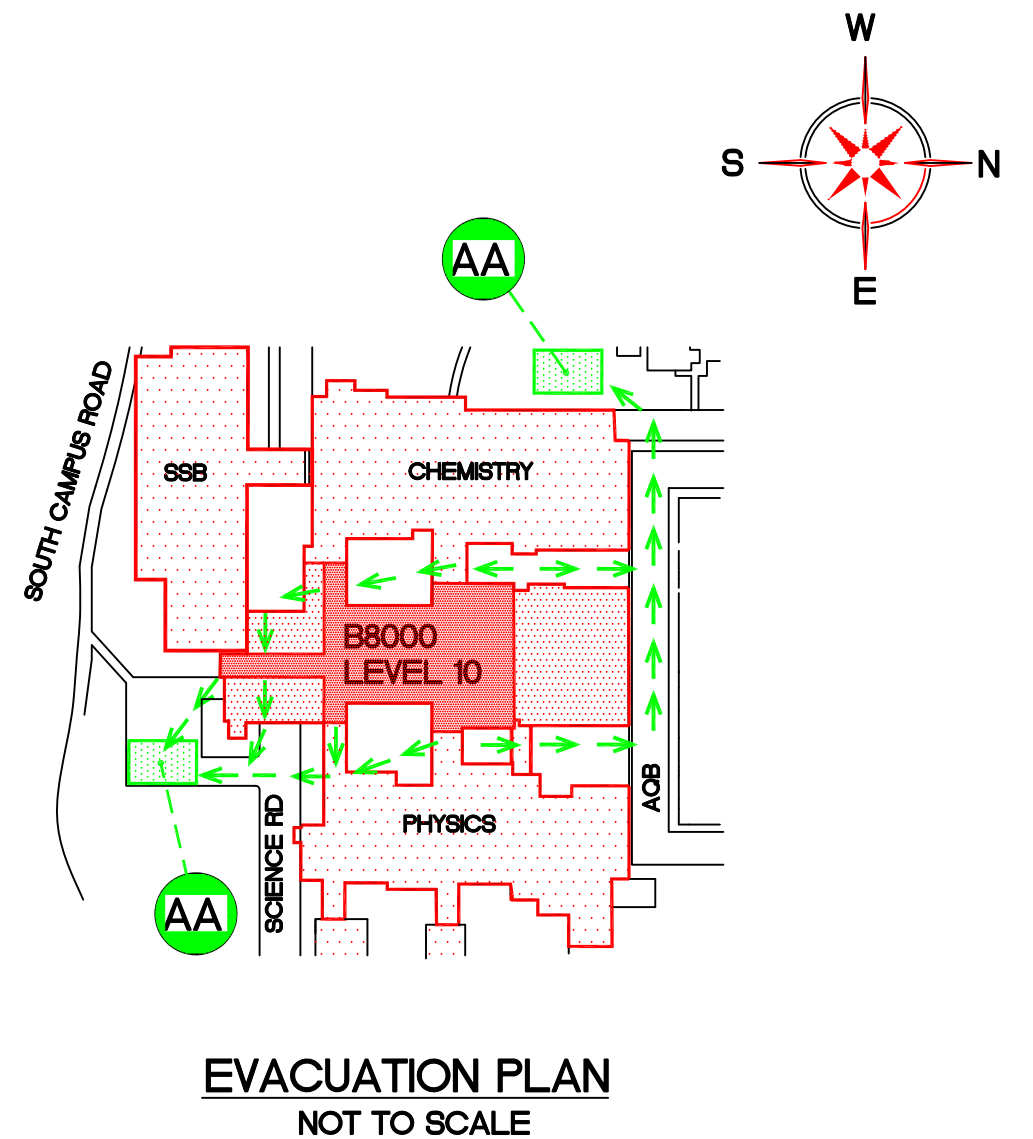 W
S
N
E
AA
SOUTH CAMPUS ROAD
SSB
CHEMISTRY
B8000
LEVEL 10
AQB
PHYSICS
SCIENCE RD
AA
EVACUATION PLAN
NOT TO SCALE